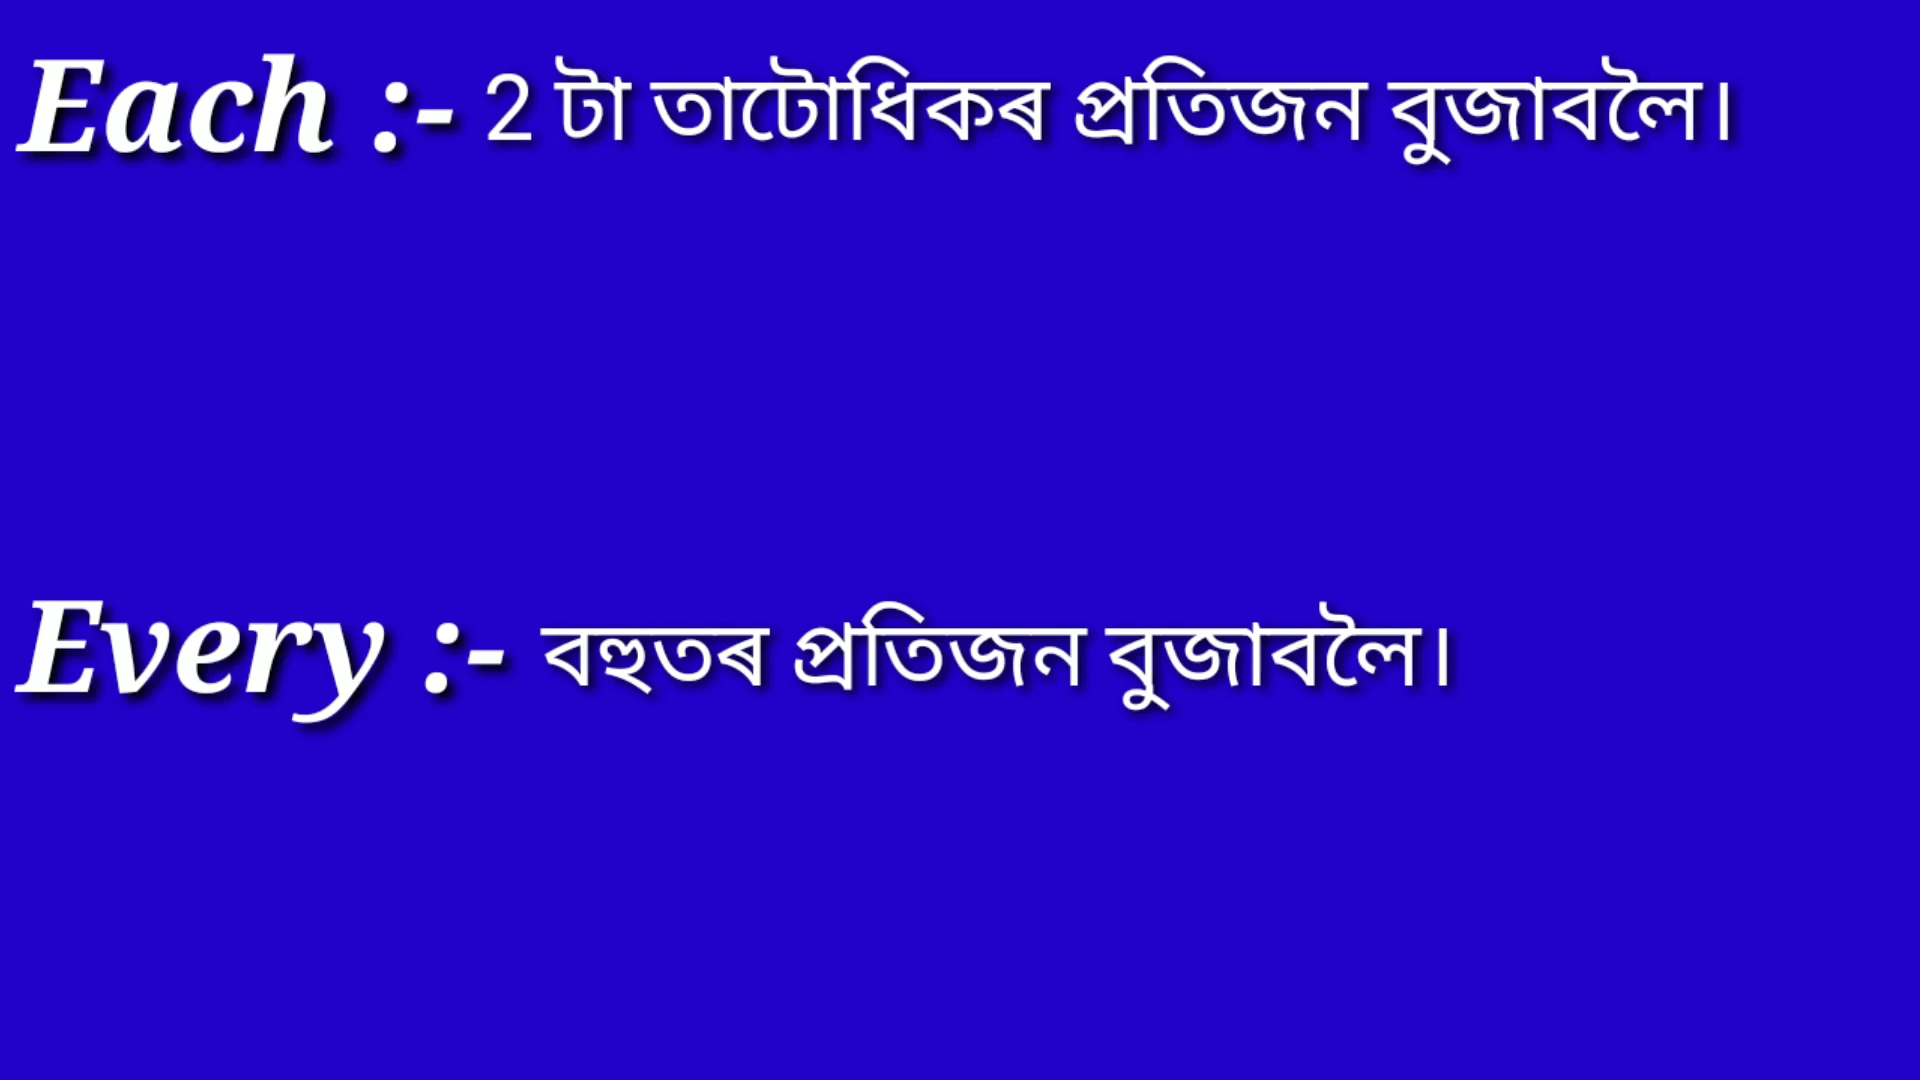 Each :- 2 টা তাটোধিকৰ প্ৰতিজন বুজাবলৈ।
Every :- বহুতৰ প্ৰতিজন বুজাবলৈ।